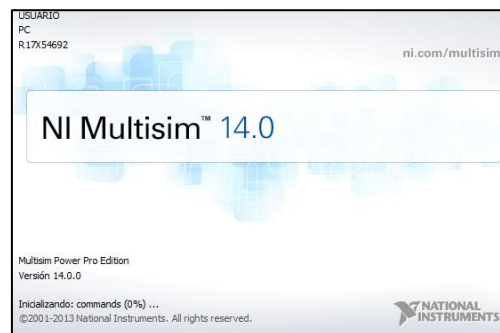 USUARIO
PC
R17X54692
ni.com/multisim
NI Multisim™ 14.0
Multisim Power Pro Edition
Versión 14.0.0
Inicializando: commands (0%) ...
©2001-2013 National Instruments. All rights reserved.
NATIONAL
INSTRUMENTS